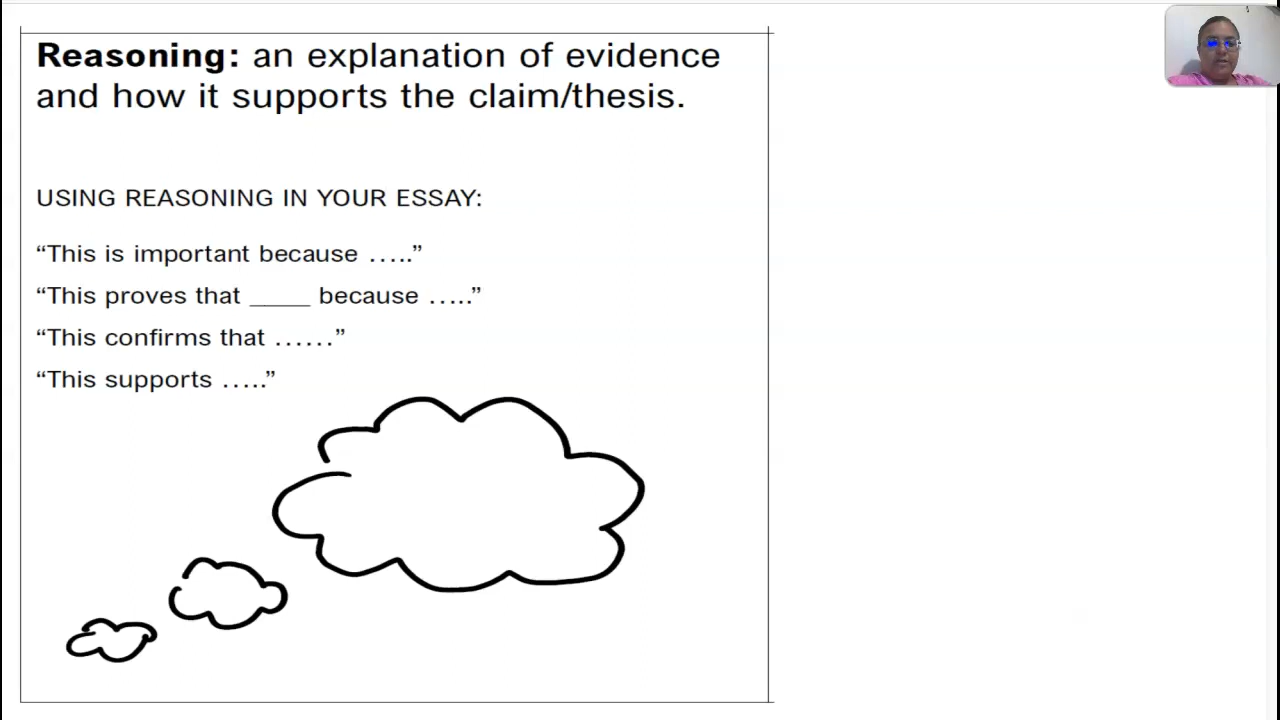 Reasoning: an explanation of evidence
and how it supports the claim/thesis.
USING REASONING IN YOUR ESSAY:
“This is important because …..”
“This proves that _____ because …..”
“This confirms that ……”
“This supports …..”